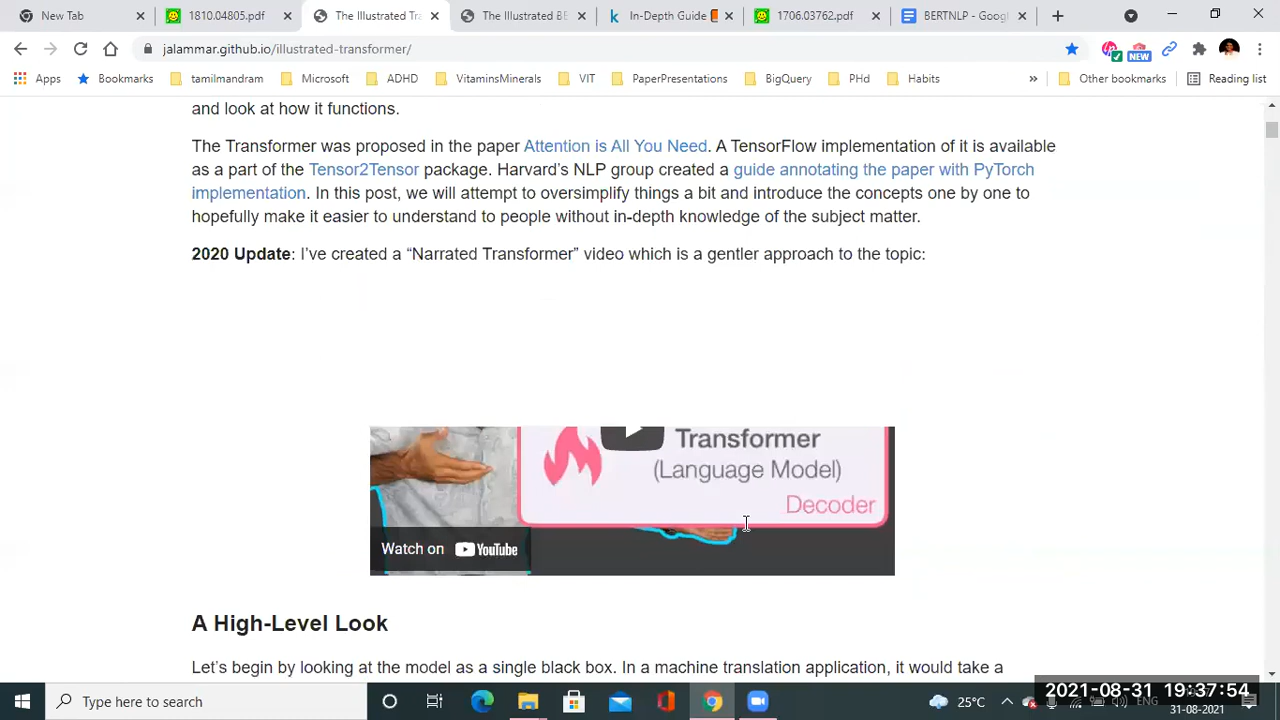 New Tab
1810.04805.pdf
The Illustrated Tra
The Illustrated BE
In-Depth Guide
1706.03762.pdf
BERTNLP - Goog
jalammar.github.io/illustrated-transformer/
NEW
Apps
Bookmarks
tamilmandram
Microsoft
ADHD
VitaminsMinerals
VIT
PaperPresentations
BigQuery
PHd
Habits
»
Other bookmarks
Reading list
and look at how it functions.
The Transformer was proposed in the paper Attention is All You Need. A TensorFlow implementation of it is available
as a part of the Tensor2Tensor package. Harvard's NLP group created a guide annotating the paper with PyTorch
implementation. In this post, we will attempt to oversimplify things a bit and introduce the concepts one by one to
hopefully make it easier to understand to people without in-depth knowledge of the subject matter.
2020 Update: I've created a “Narrated Transformer” video which is a gentler approach to the topic:
Transformer
(Language Model)
Decoder
Watch on YouTube
A High-Level Look
Let's begin by looking at the model as a single black box. In a machine translation application, it would take a
Type here to search
25°C
ENG
2021-08-31 19:37:54
31-08-2021